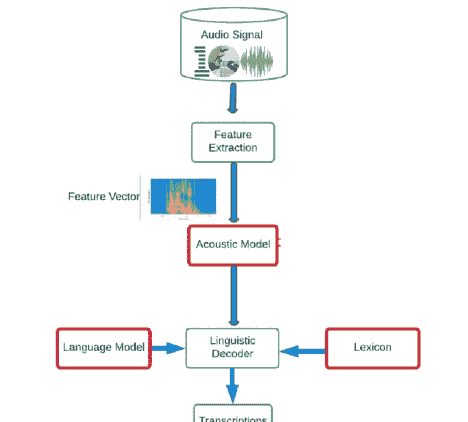 Audio Signal
Feature
Extraction
Feature Vector
Acoustic Model
Language Model
Linguistic
Decoder
Lexicon
Transcriptions